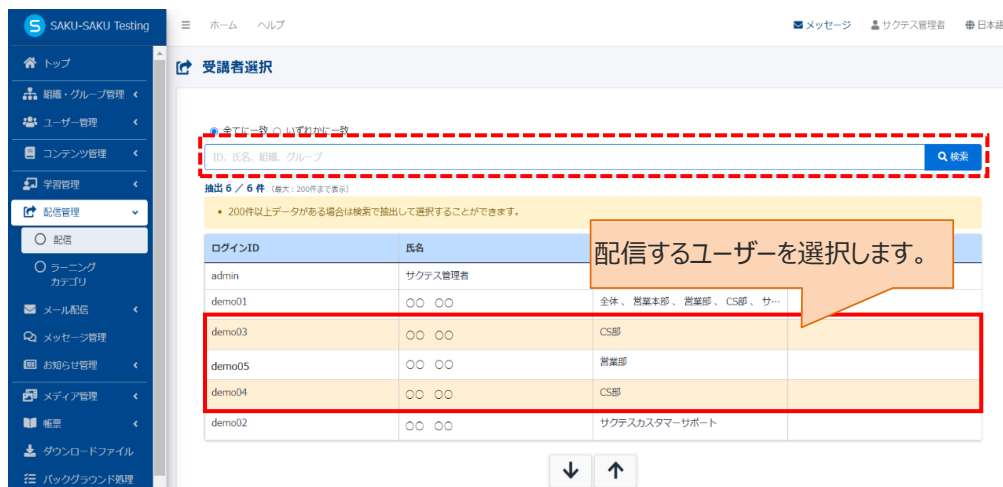 S SAKU-SAKU Testing
ホーム ヘルプ
メッセージ サクテス管理者 日本語
トップ
組織・グループ管理
ユーザー管理
コンテンツ管理
学習管理
配信管理
配信
ラーニング
カテゴリ
メール配信
メッセージ管理
お知らせ管理
メディア管理
帳票
ダウンロードファイル
バックグラウンド処理
受講者選択
全てに一致 いずれかに一致
ID、氏名、組織、グループ
検索
抽出 6 / 6 件 (最大:200件まで表示)
• 200件以上データがある場合は検索で抽出して選択することができます。
配信するユーザーを選択します。
ログインID 氏名
admin サクテス管理者
demo01 ○○ ○○ 全体 、 営業本部 、 営業部 、 CS部 、 サ…
demo03 ○○ ○○ CS部
demo05 ○○ ○○ 営業部
demo04 ○○ ○○ CS部
demo02 ○○ ○○ サクテスカスタマーサポート